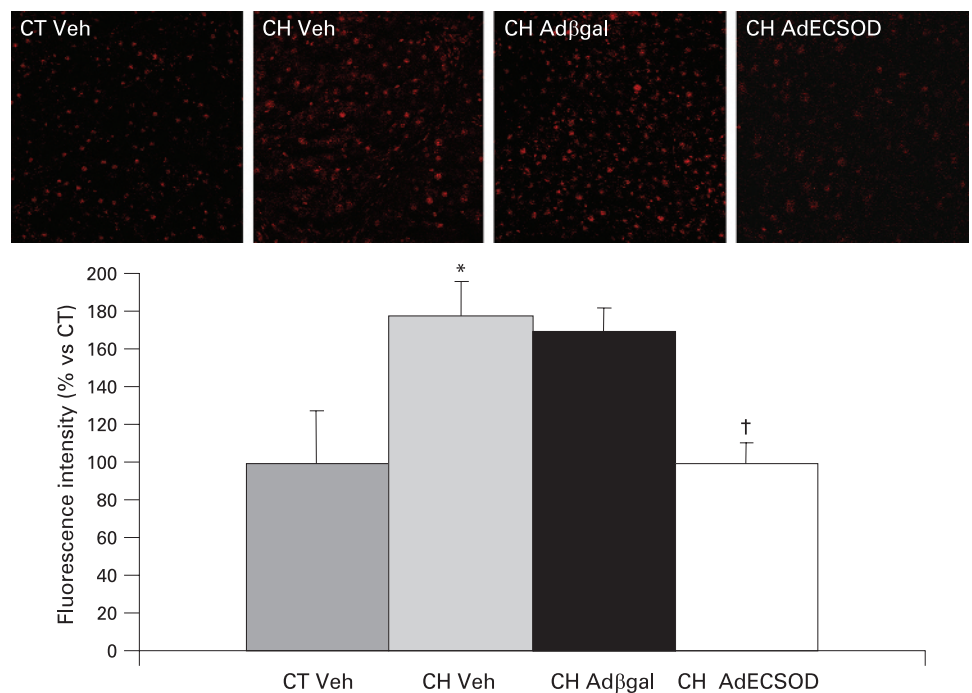 CT Veh
CH Veh
CH Adβgal
CH AdECSOD
Fluorescence intensity (% vs CT)
200
180
160
140
120
100
80
60
40
20
0
*
†
CT Veh
CH Veh
CH Adβgal
CH AdECSOD